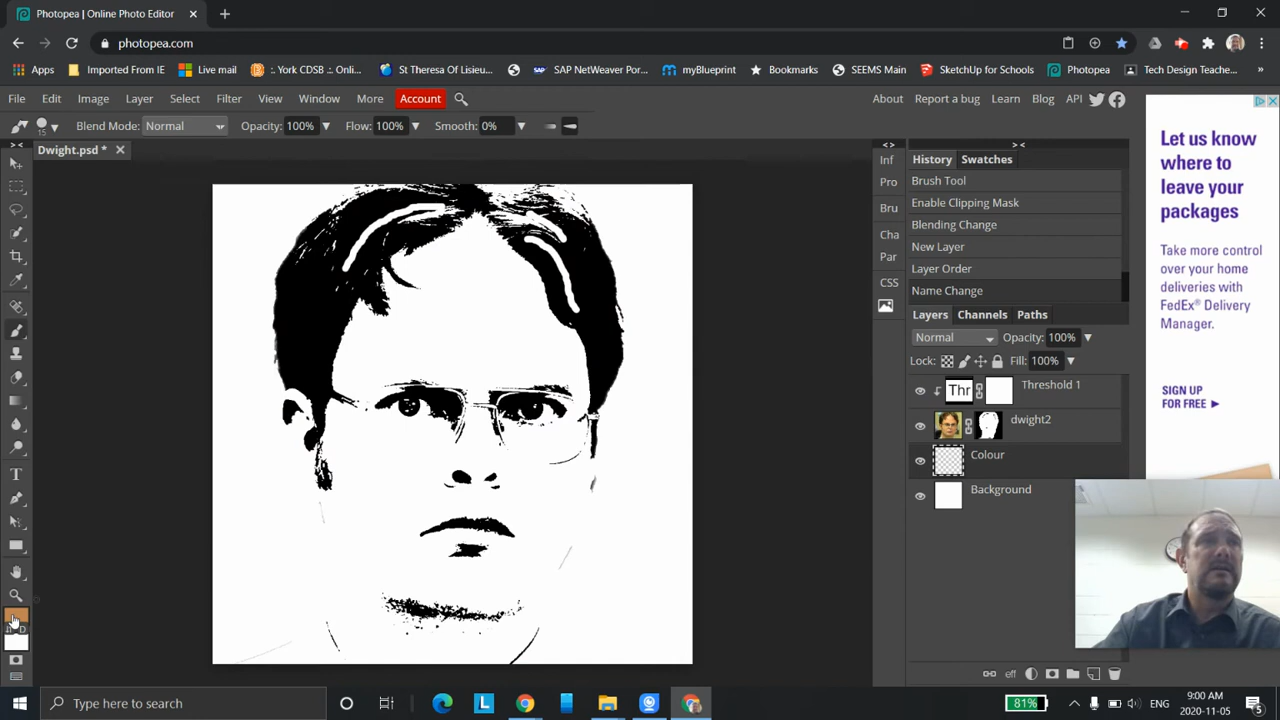 Photopea | Online Photo Editor
photopea.com
Apps
Imported From IE
Live mail
:. York CDSB :. Onli...
St Theresa Of Lisieu...
SAP NetWeaver Por...
myBlueprint
Bookmarks
SEEMS Main
SketchUp for Schools
Photopea
Tech Design Teache...
File Edit Image Layer Select Filter View Window More Account
About Report a bug Learn Blog API
15 Blend Mode: Normal Opacity: 100% Flow: 100% Smooth: 0%
Dwight.psd *
Inf
Pro
Bru
Cha
Par
CSS
History Swatches
Brush Tool
Enable Clipping Mask
Blending Change
New Layer
Layer Order
Name Change
Layers Channels Paths
Normal Opacity: 100%
Lock: Fill: 100%
Thr Threshold 1
dwight2
Colour
Background
eff
D
Let us know
where to
leave your
packages
Take more control
over your home
deliveries with
FedEx® Delivery
Manager.
SIGN UP
FOR FREE
Type here to search
L
81%
ENG
9:00 AM
2020-11-05
5